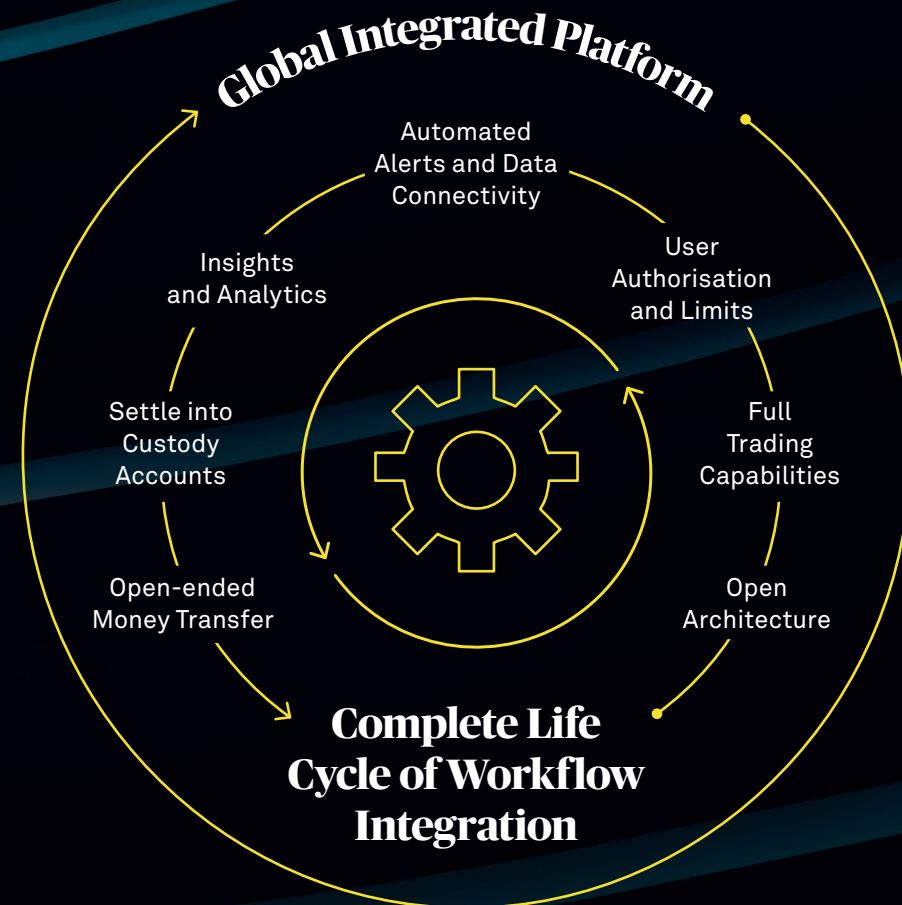 Global Integrated Platform
Automated
Alerts and Data
Connectivity
User
Authorisation
and Limits
Insights
and Analytics
Full
Trading
Capabilities
Settle into
Custody
Accounts
Open
Architecture
Open-ended
Money Transfer
Complete Life
Cycle of Workflow
Integration